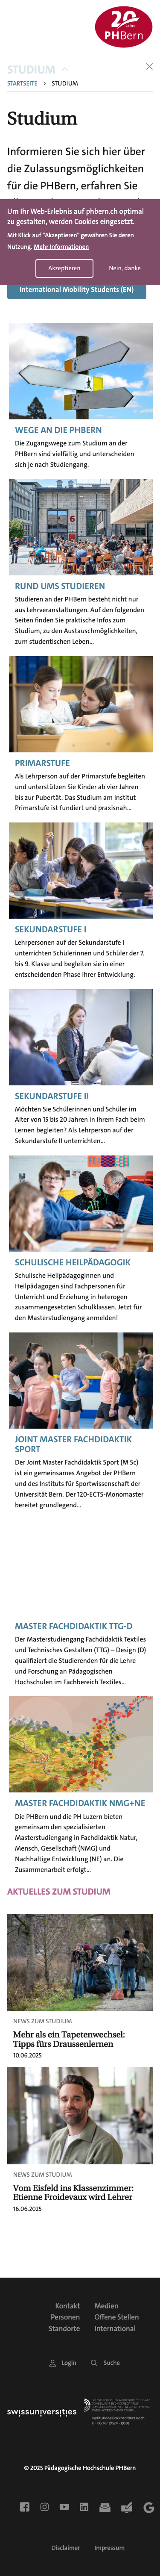 20 Jahre
PHBern
STUDIUM
STARTSEITE > STUDIUM
Studium
Informieren Sie sich hier über
die Zulassungsmöglichkeiten
für die PHBern, erfahren Sie
Um Ihr Web-Erlebnis auf phbern.ch optimal
zu gestalten, werden Cookies eingesetzt.
Mit Klick auf "Akzeptieren" gewähren Sie deren
Nutzung. Mehr Informationen
Akzeptieren
Nein, danke
International Mobility Students (EN)
WEGE AN DIE PHBERN
Die Zugangswege zum Studium an der
PHBern sind vielfältig und unterscheiden
sich je nach Studiengang.
6
RUND UMS STUDIEREN
Studieren an der PHBern besteht nicht nur
aus Lehrveranstaltungen. Auf den folgenden
Seiten finden Sie praktische Infos zum
Studium, zu den Austauschmöglichkeiten,
zum studentischen Leben...
PRIMARSTUFE
Als Lehrperson auf der Primarstufe begleiten
und unterstützen Sie Kinder ab vier Jahren
bis zur Pubertät. Das Studium am Institut
Primarstufe ist fundiert und praxisnah...
SEKUNDARSTUFE I
Lehrpersonen auf der Sekundarstufe I
unterrichten Schülerinnen und Schüler der 7.
bis 9. Klasse und begleiten sie in einer
entscheidenden Phase ihrer Entwicklung.
SEKUNDARSTUFE II
Möchten Sie Schülerinnen und Schüler im
Alter von 15 bis 20 Jahren in Ihrem Fach beim
Lernen begleiten? Als Lehrperson auf der
Sekundarstufe II unterrichten...
SCHULISCHE HEILPÄDAGOGIK
Schulische Heilpädagoginnen und
Heilpädagogen sind Fachpersonen für
Unterricht und Erziehung in heterogen
zusammengesetzten Schulklassen. Jetzt für
den Masterstudiengang anmelden!
JOINT MASTER FACHDIDAKTIK
SPORT
Der Joint Master Fachdidaktik Sport (M Sc)
ist ein gemeinsames Angebot der PHBern
und des Instituts für Sportwissenschaft der
Universität Bern. Der 120-ECTS-Monomaster
bereitet grundlegend...
MASTER FACHDIDAKTIK TTG-D
Der Masterstudiengang Fachdidaktik Textiles
und Technisches Gestalten (TTG) – Design (D)
qualifiziert die Studierenden für die Lehre
und Forschung an Pädagogischen
Hochschulen im Fachbereich Textiles...
MASTER FACHDIDAKTIK NMG+NE
Die PHBern und die PH Luzern bieten
gemeinsam den spezialisierten
Masterstudiengang in Fachdidaktik Natur,
Mensch, Gesellschaft (NMG) und
Nachhaltige Entwicklung (NE) an. Die
Zusammenarbeit erfolgt...
AKTUELLES ZUM STUDIUM
NEWS ZUM STUDIUM
Mehr als ein Tapetenwechsel:
Tipps fürs Draussenlernen
10.06.2025
NEWS ZUM STUDIUM
Vom Eisfeld ins Klassenzimmer:
Etienne Froidevaux wird Lehrer
16.06.2025
Kontakt
Personen
Standorte
Medien
Offene Stellen
International
Login
Suche
swissuniversities
© 2025 Pädagogische Hochschule PHBern
Disclaimer
Impressum